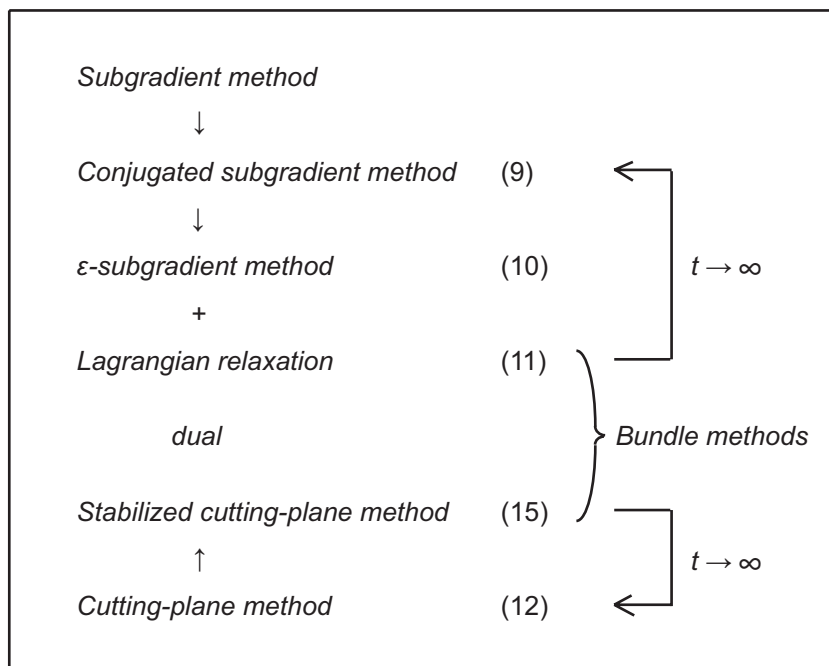 Subgradient method
↓
Conjugated subgradient method (9)
↓
ε-subgradient method (10)
t → ∞
+
Lagrangian relaxation (11)
dual
Bundle methods
Stabilized cutting-plane method (15)
↑
t → ∞
Cutting-plane method (12)